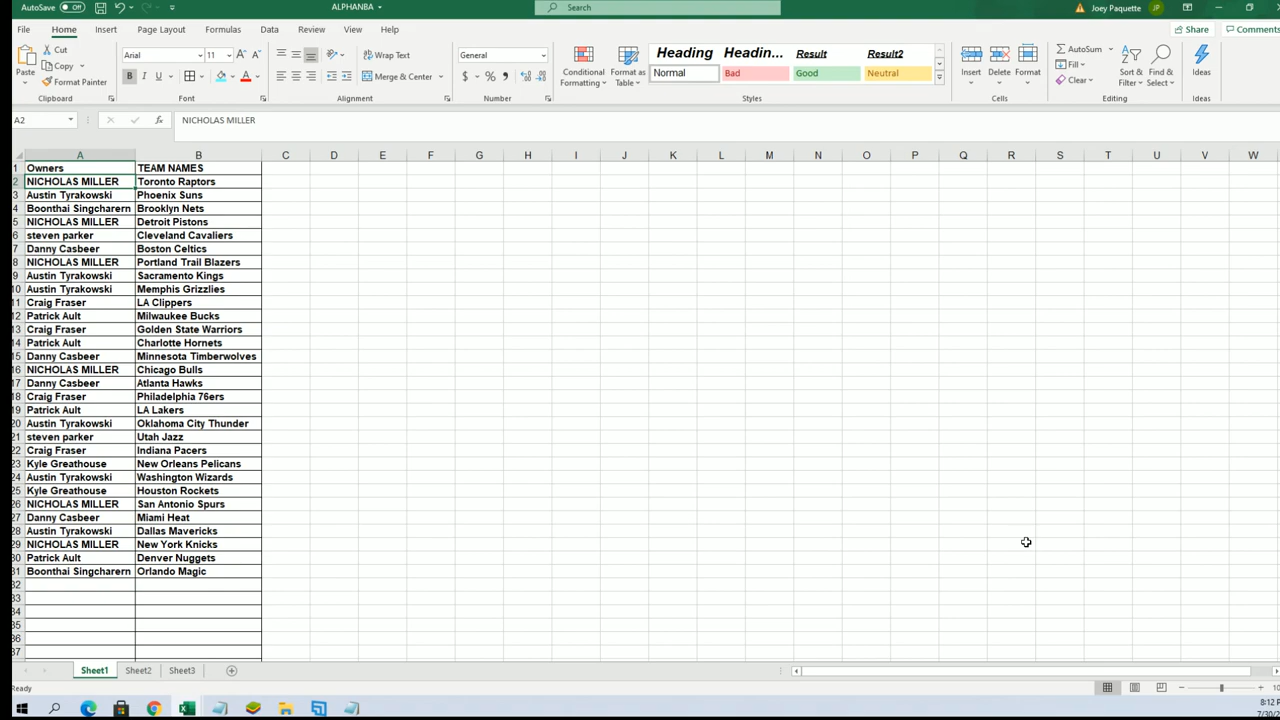 AutoSave Off ALPHANBA Search Joey Paquette JP
File Home Insert Page Layout Formulas Data Review View Help Share Comments
Paste Cut Copy Format Painter Clipboard
Arial 11 B I U A A Font
Wrap Text Merge & Center Alignment
General $ % Number
Conditional Formatting Format as Table
Heading Headin... Result Result2
Normal Bad Good Neutral
Styles
Insert Delete Format Cells
AutoSum Fill Clear Sort & Filter Find & Select Editing
Ideas Ideas
A2 fx NICHOLAS MILLER
A B C D E F G H I J K L M N O P Q R S T U V W
1 Owners TEAM NAMES
2 NICHOLAS MILLER Toronto Raptors
3 Austin Tyrakowski Phoenix Suns
4 Boonthai Singcharern Brooklyn Nets
5 NICHOLAS MILLER Detroit Pistons
6 steven parker Cleveland Cavaliers
7 Danny Casbeer Boston Celtics
8 NICHOLAS MILLER Portland Trail Blazers
9 Austin Tyrakowski Sacramento Kings
10 Austin Tyrakowski Memphis Grizzlies
11 Craig Fraser LA Clippers
12 Patrick Ault Milwaukee Bucks
13 Craig Fraser Golden State Warriors
14 Patrick Ault Charlotte Hornets
15 Danny Casbeer Minnesota Timberwolves
16 NICHOLAS MILLER Chicago Bulls
17 Danny Casbeer Atlanta Hawks
18 Craig Fraser Philadelphia 76ers
19 Patrick Ault LA Lakers
20 Austin Tyrakowski Oklahoma City Thunder
21 steven parker Utah Jazz
22 Craig Fraser Indiana Pacers
23 Kyle Greathouse New Orleans Pelicans
24 Austin Tyrakowski Washington Wizards
25 Kyle Greathouse Houston Rockets
26 NICHOLAS MILLER San Antonio Spurs
27 Danny Casbeer Miami Heat
28 Austin Tyrakowski Dallas Mavericks
29 NICHOLAS MILLER New York Knicks
30 Patrick Ault Denver Nuggets
31 Boonthai Singcharern Orlando Magic
32
33
34
35
36
37
Sheet1 Sheet2 Sheet3
Ready 10
8:12
7/30/2